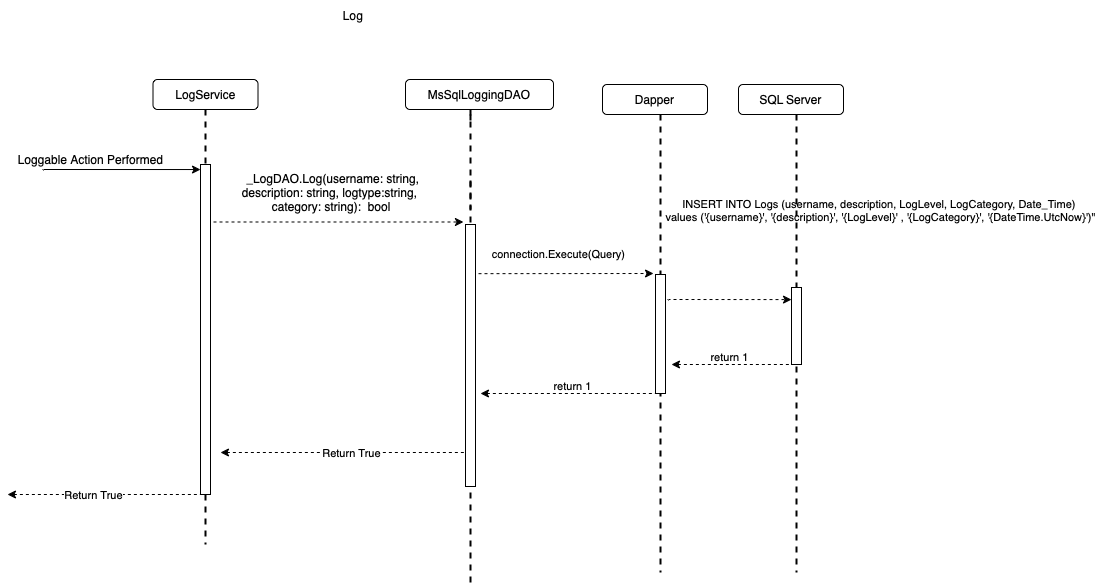 Log
LogService
MsSqlLoggingDAO
Dapper
SQL Server
Loggable Action Performed
_LogDAO.Log(username: string,
description: string, logtype:string,
category: string): bool
INSERT INTO Logs (username, description, LogLevel, LogCategory, Date_Time)
values ('{username}', '{description}', '{LogLevel}' , '{LogCategory}', '{DateTime.UtcNow}')"
connection.Execute(Query)
return 1
return 1
Return True
Return True